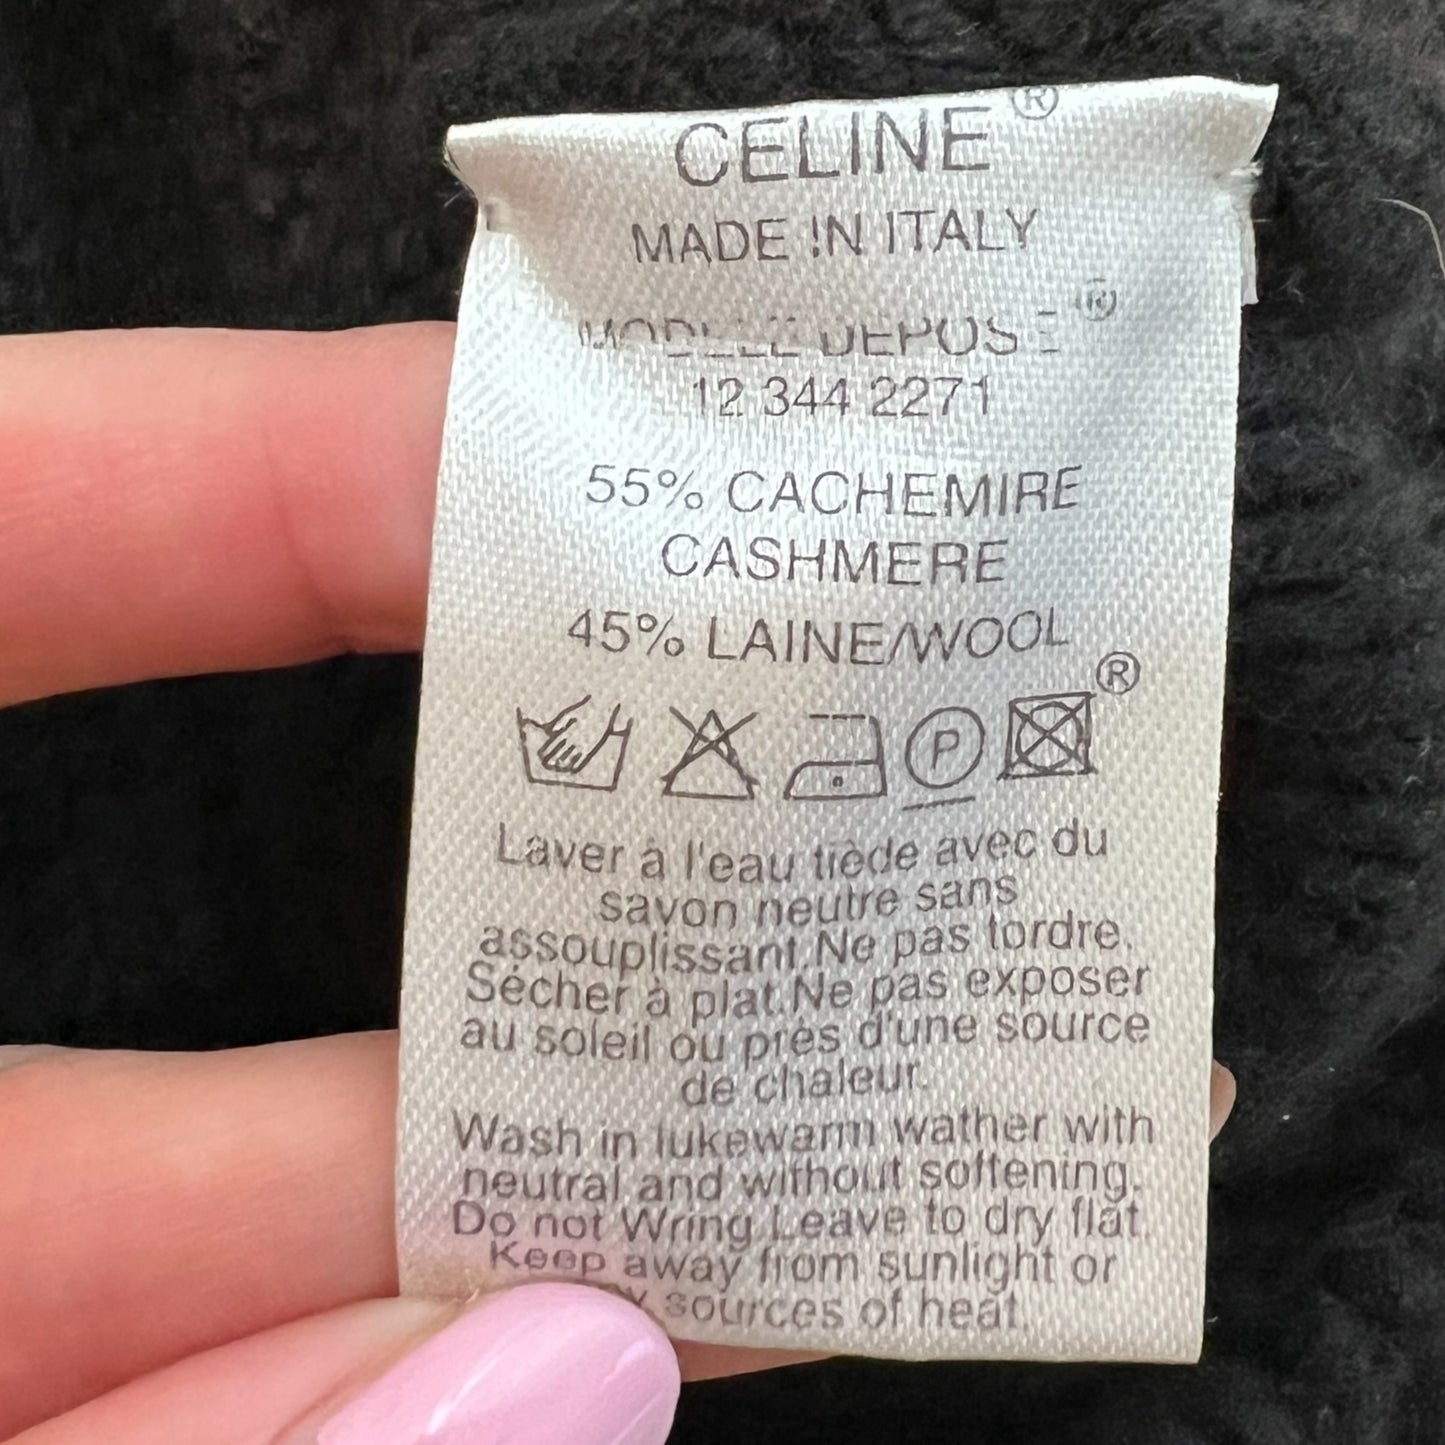 CELINE®
MADE IN ITALY
MODELE DEPOSE®
12 344 2271
55% CACHEMIRE
CASHMERE
45% LAINE/WOOL
®
P
Laver à l'eau tiède avec du
savon neutre sans
assouplissant.Ne pas tordre.
Sécher à plat.Ne pas exposer
au soleil ou près d'une source
de chaleur.
Wash in lukewarm wather with
neutral and without softening.
Do not Wring.Leave to dry flat.
Keep away from sunlight or
sources of heat.